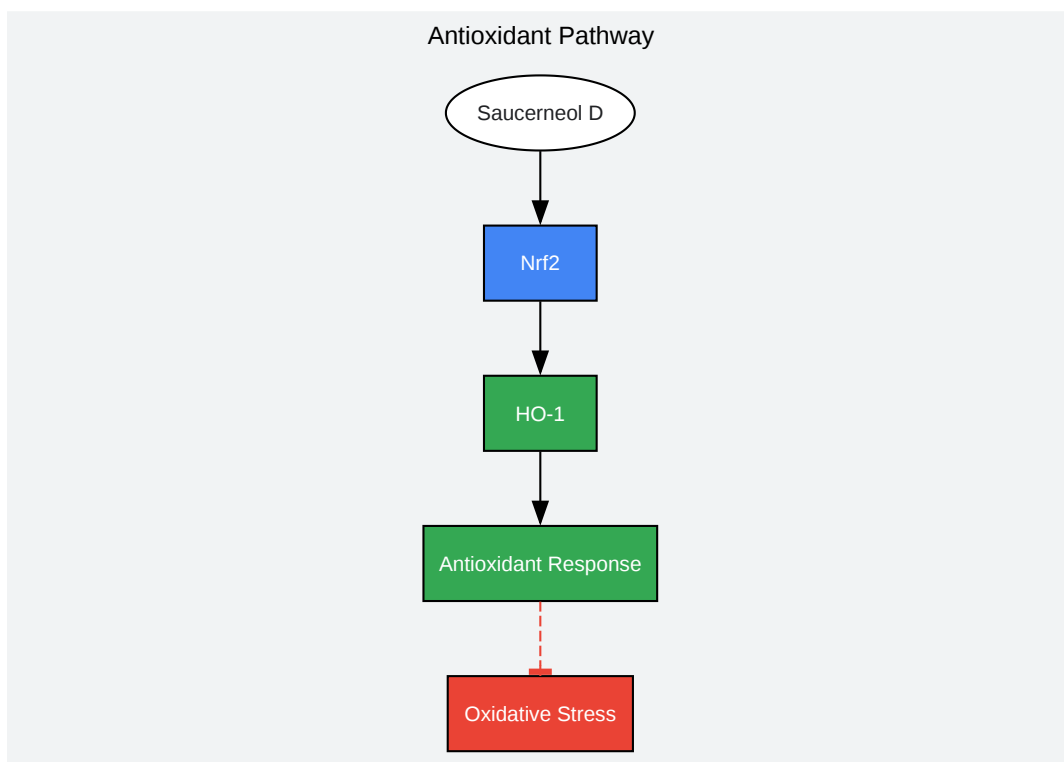 Antioxidant Pathway
Saucerneol D
Nrf2
HO-1
Antioxidant Response
Oxidative Stress